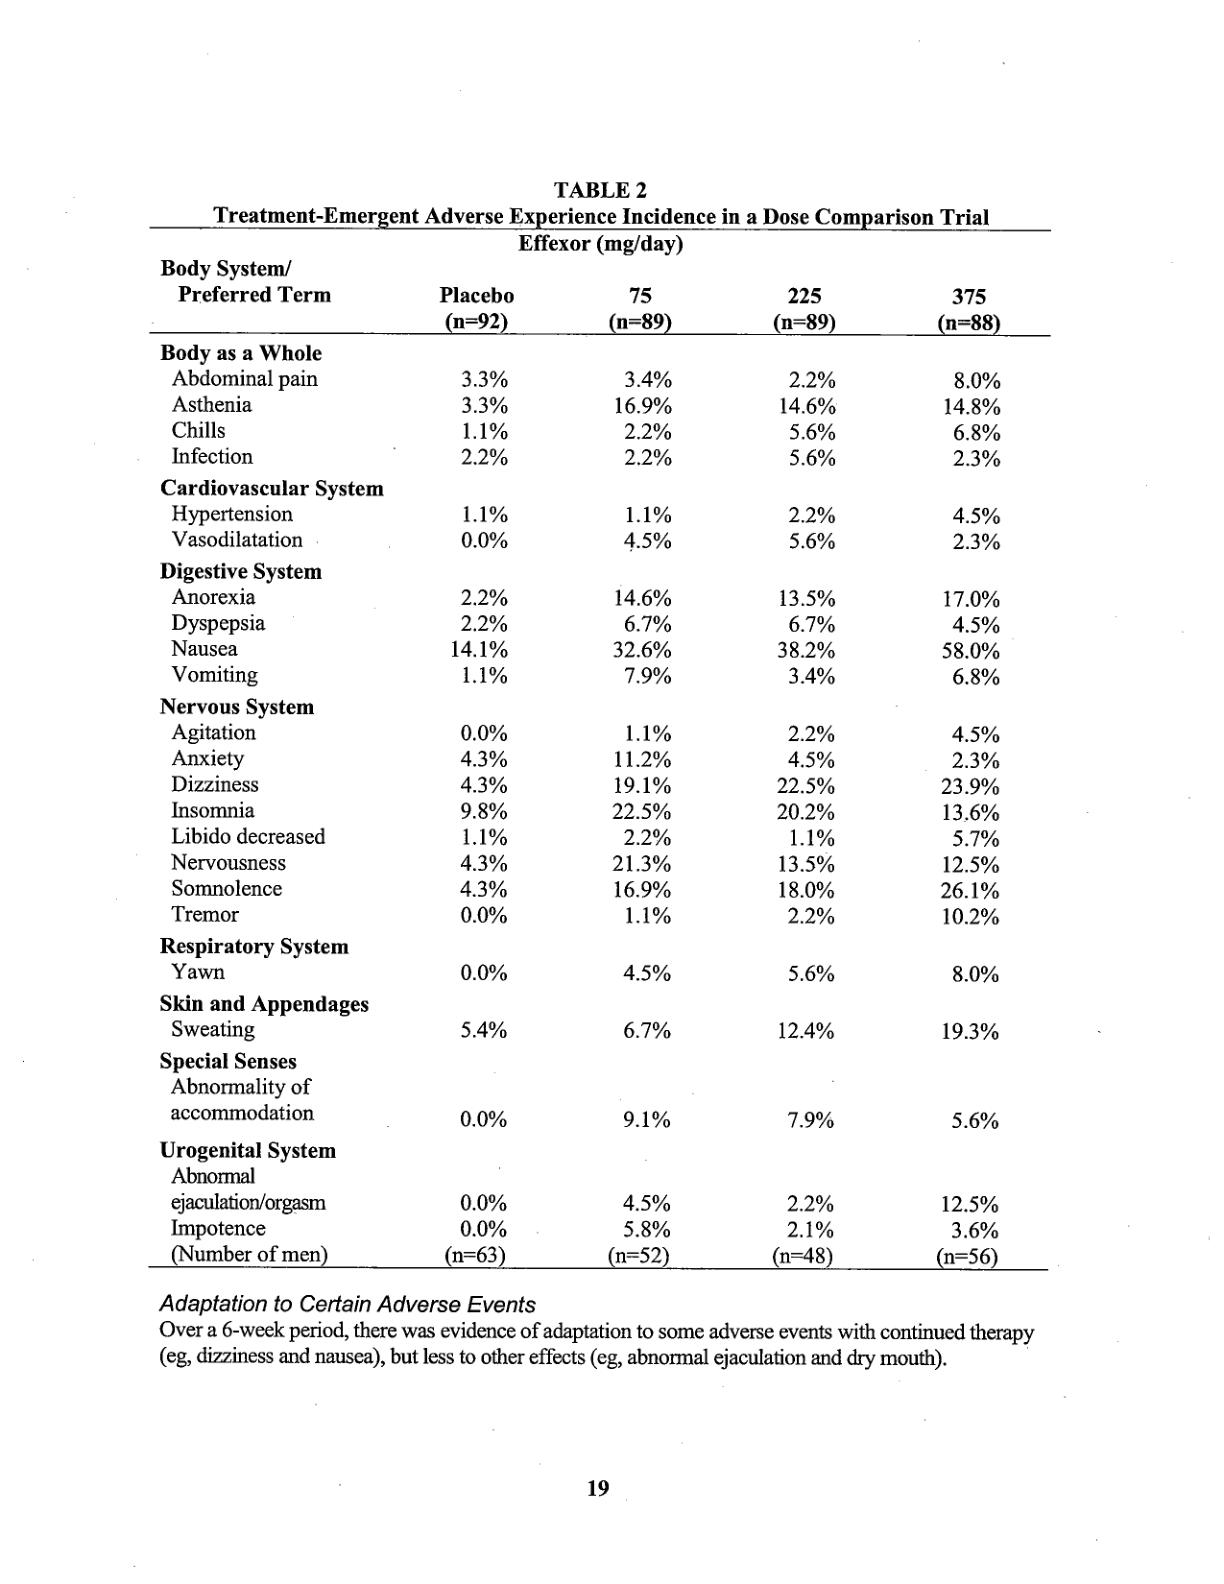 TABLE 2
Treatment-Emergent Adverse Experience Incidence in a Dose Comparison Trial
Effexor (mg/day)
Body System/
Preferred Term Placebo 75 225 375
(n=92) (n=89) (n=89) (n=88)
Body as a Whole
Abdominal pain 3.3% 3.4% 2.2% 8.0%
Asthenia 3.3% 16.9% 14.6% 14.8%
Chills 1.1% 2.2% 5.6% 6.8%
Infection 2.2% 2.2% 5.6% 2.3%
Cardiovascular System
Hypertension 1.1% 1.1% 2.2% 4.5%
Vasodilatation 0.0% 4.5% 5.6% 2.3%
Digestive System
Anorexia 2.2% 14.6% 13.5% 17.0%
Dyspepsia 2.2% 6.7% 6.7% 4.5%
Nausea 14.1% 32.6% 38.2% 58.0%
Vomiting 1.1% 7.9% 3.4% 6.8%
Nervous System
Agitation 0.0% 1.1% 2.2% 4.5%
Anxiety 4.3% 11.2% 4.5% 2.3%
Dizziness 4.3% 19.1% 22.5% 23.9%
Insomnia 9.8% 22.5% 20.2% 13.6%
Libido decreased 1.1% 2.2% 1.1% 5.7%
Nervousness 4.3% 21.3% 13.5% 12.5%
Somnolence 4.3% 16.9% 18.0% 26.1%
Tremor 0.0% 1.1% 2.2% 10.2%
Respiratory System
Yawn 0.0% 4.5% 5.6% 8.0%
Skin and Appendages
Sweating 5.4% 6.7% 12.4% 19.3%
Special Senses
Abnormality of
accommodation 0.0% 9.1% 7.9% 5.6%
Urogenital System
Abnormal
ejaculation/orgasm 0.0% 4.5% 2.2% 12.5%
Impotence 0.0% 5.8% 2.1% 3.6%
(Number of men) (n=63) (n=52) (n=48) (n=56)
Adaptation to Certain Adverse Events
Over a 6-week period, there was evidence of adaptation to some adverse events with continued therapy
(eg, dizziness and nausea), but less to other effects (eg, abnormal ejaculation and dry mouth).
19